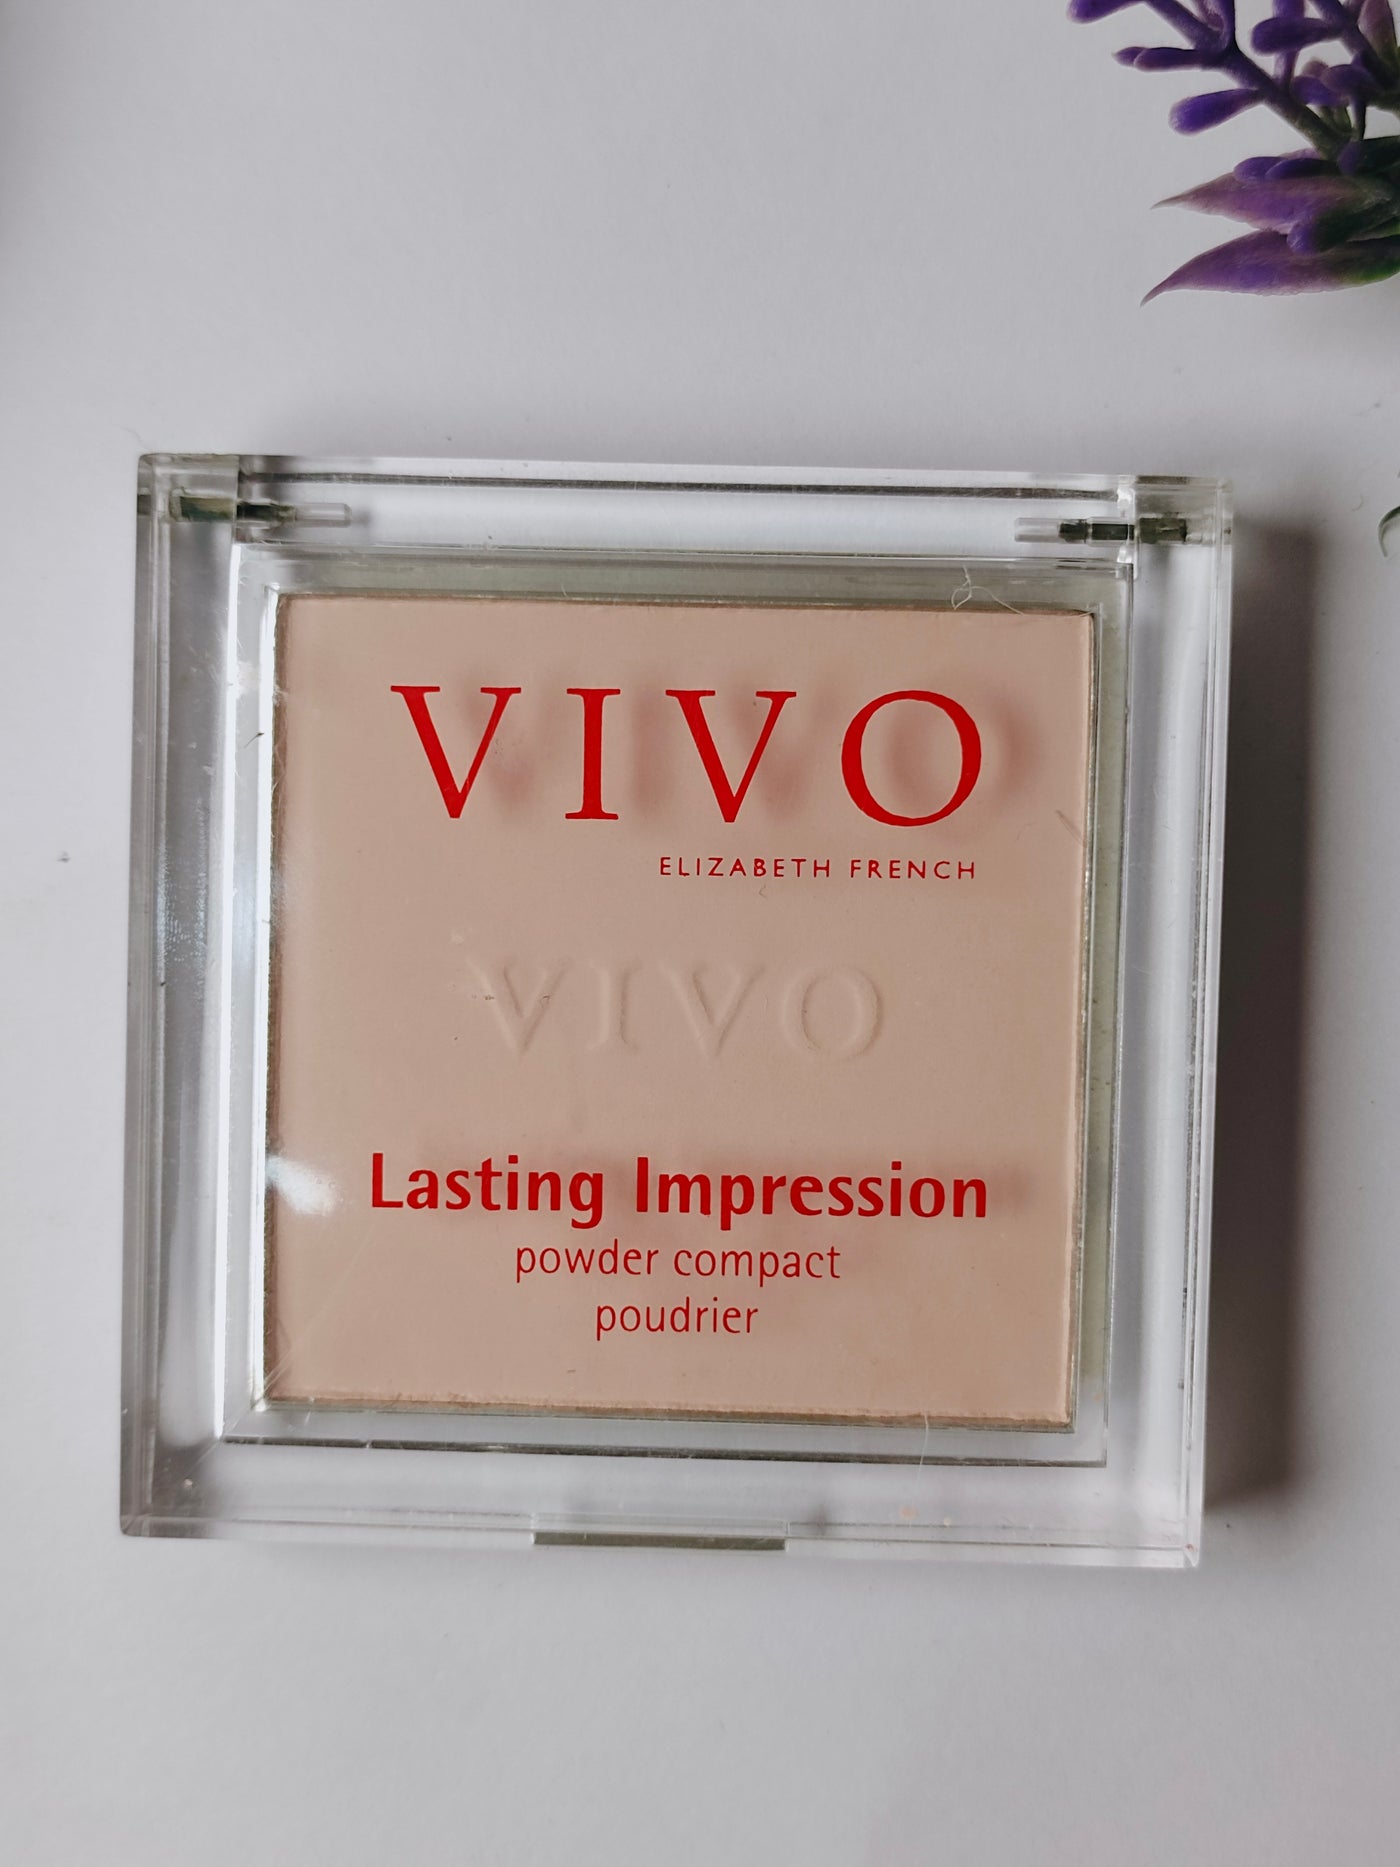 VIVO
ELIZABETH FRENCH
VIVO
Lasting Impression
powder compact
poudrier